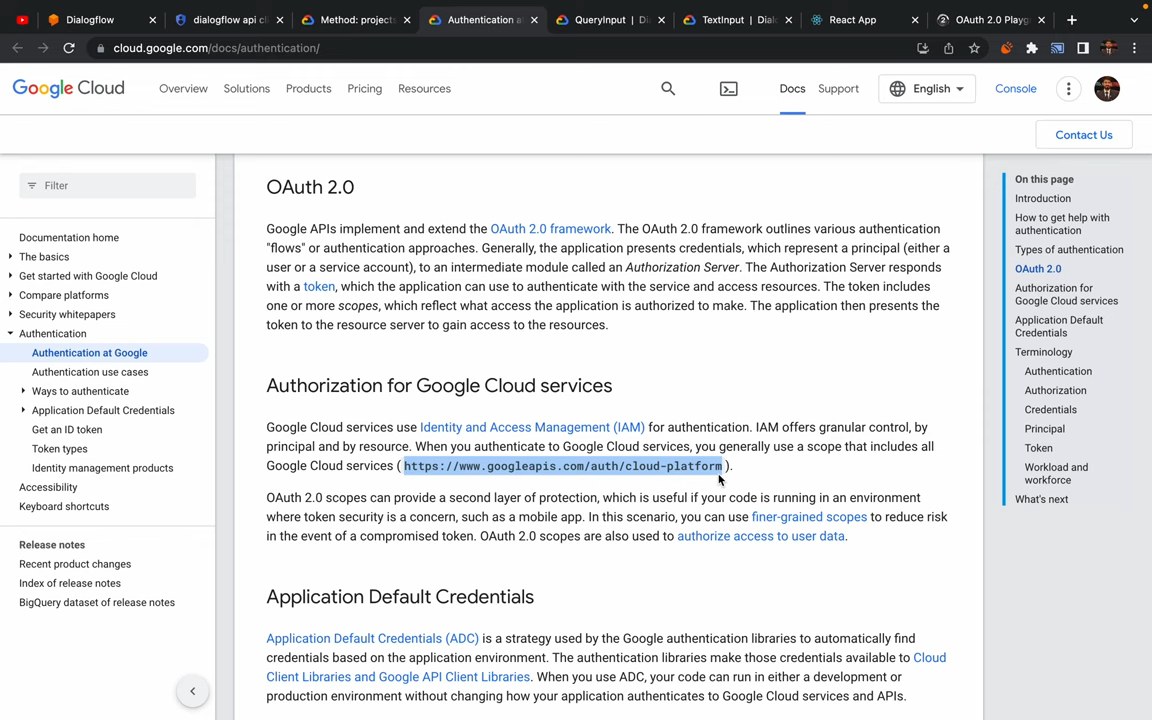 Dialogflow
dialogflow api cli
Method: projects
Authentication a
QueryInput | D
TextInput | Dial
React App
OAuth 2.0 Playg
cloud.google.com/docs/authentication/
Google Cloud
Overview
Solutions
Products
Pricing
Resources
Docs
Support
English
Console
Contact Us
Filter
Documentation home
The basics
Get started with Google Cloud
Compare platforms
Security whitepapers
Authentication
Authentication at Google
Authentication use cases
Ways to authenticate
Application Default Credentials
Get an ID token
Token types
Identity management products
Accessibility
Keyboard shortcuts
Release notes
Recent product changes
Index of release notes
BigQuery dataset of release notes
OAuth 2.0
Google APIs implement and extend the OAuth 2.0 framework. The OAuth 2.0 framework outlines various authentication
"flows" or authentication approaches. Generally, the application presents credentials, which represent a principal (either a
user or a service account), to an intermediate module called an Authorization Server. The Authorization Server responds
with a token, which the application can use to authenticate with the service and access resources. The token includes
one or more scopes, which reflect what access the application is authorized to make. The application then presents the
token to the resource server to gain access to the resources.
Authorization for Google Cloud services
Google Cloud services use Identity and Access Management (IAM) for authentication. IAM offers granular control, by
principal and by resource. When you authenticate to Google Cloud services, you generally use a scope that includes all
Google Cloud services ( https://www.googleapis.com/auth/cloud-platform ).
OAuth 2.0 scopes can provide a second layer of protection, which is useful if your code is running in an environment
where token security is a concern, such as a mobile app. In this scenario, you can use finer-grained scopes to reduce risk
in the event of a compromised token. OAuth 2.0 scopes are also used to authorize access to user data.
Application Default Credentials
Application Default Credentials (ADC) is a strategy used by the Google authentication libraries to automatically find
credentials based on the application environment. The authentication libraries make those credentials available to Cloud
Client Libraries and Google API Client Libraries. When you use ADC, your code can run in either a development or
production environment without changing how your application authenticates to Google Cloud services and APIs.
On this page
Introduction
How to get help with
authentication
Types of authentication
OAuth 2.0
Authorization for
Google Cloud services
Application Default
Credentials
Terminology
Authentication
Authorization
Credentials
Principal
Token
Workload and
workforce
What's next